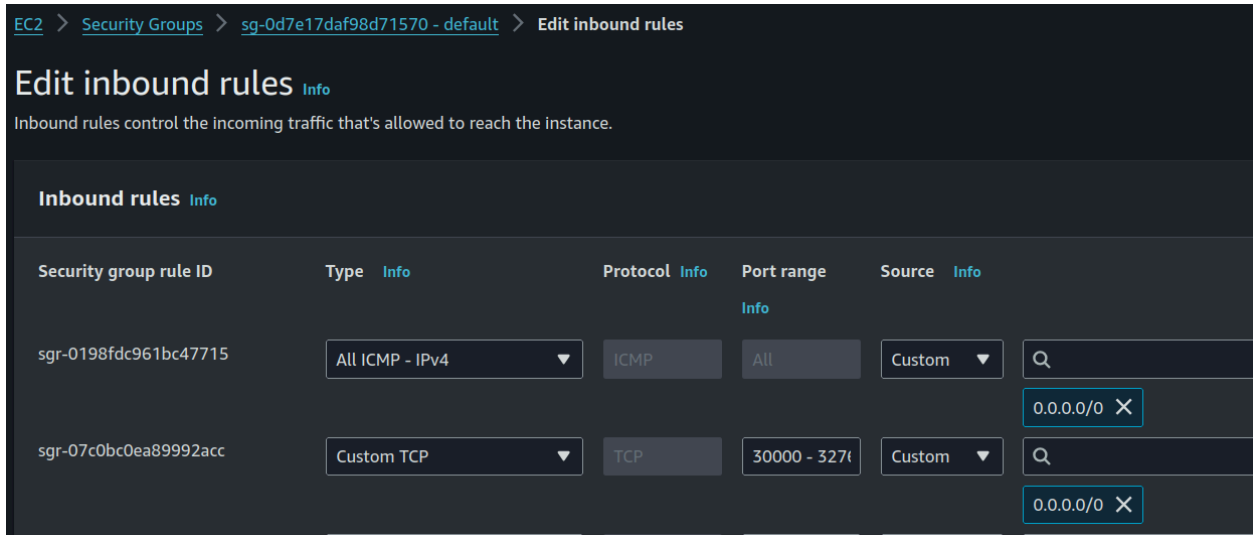 EC2 > Security Groups > sg-0d7e17daf98d71570 - default > Edit inbound rules
Edit inbound rules Info
Inbound rules control the incoming traffic that's allowed to reach the instance.
Inbound rules Info
Security group rule ID Type Info Protocol Info Port range Source Info
Info
sgr-0198fdc961bc47715 All ICMP - IPv4 ICMP All Custom
0.0.0.0/0
sgr-07c0bc0ea89992acc Custom TCP TCP 30000 - 327 Custom
0.0.0.0/0